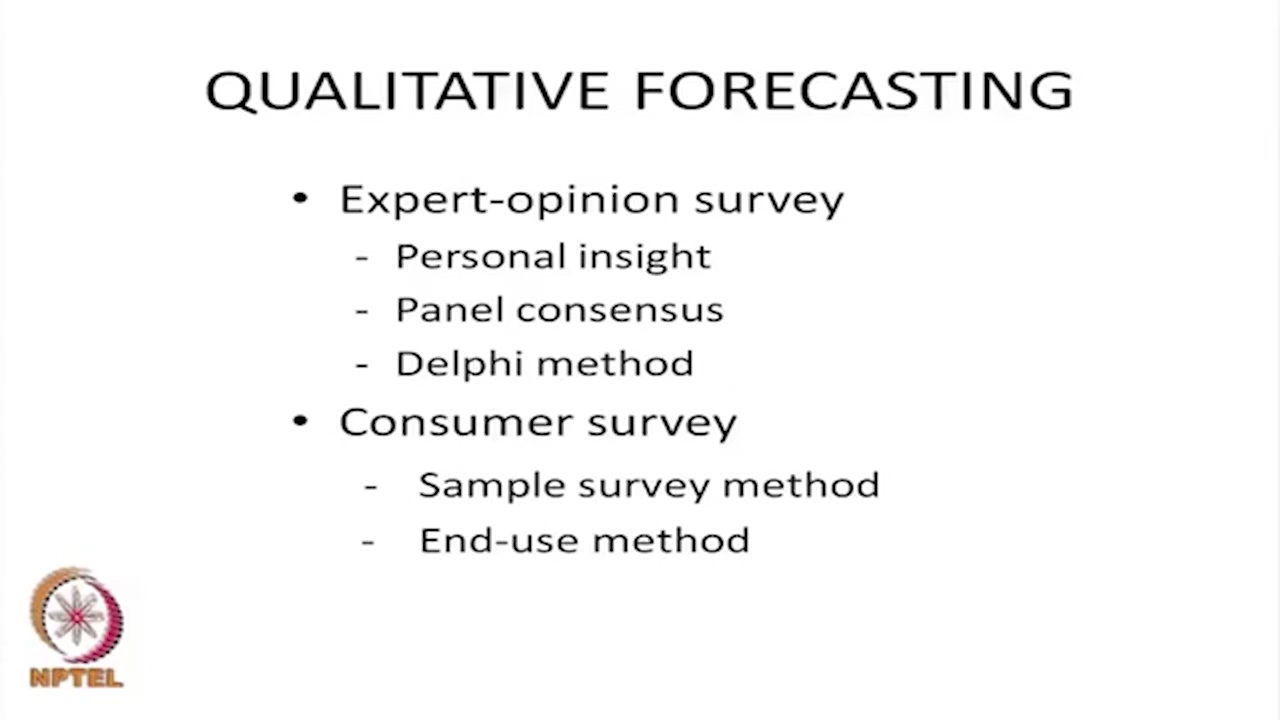 QUALITATIVE FORECASTING
• Expert-opinion survey
- Personal insight
- Panel consensus
- Delphi method
• Consumer survey
- Sample survey method
- End-use method
NPTEL